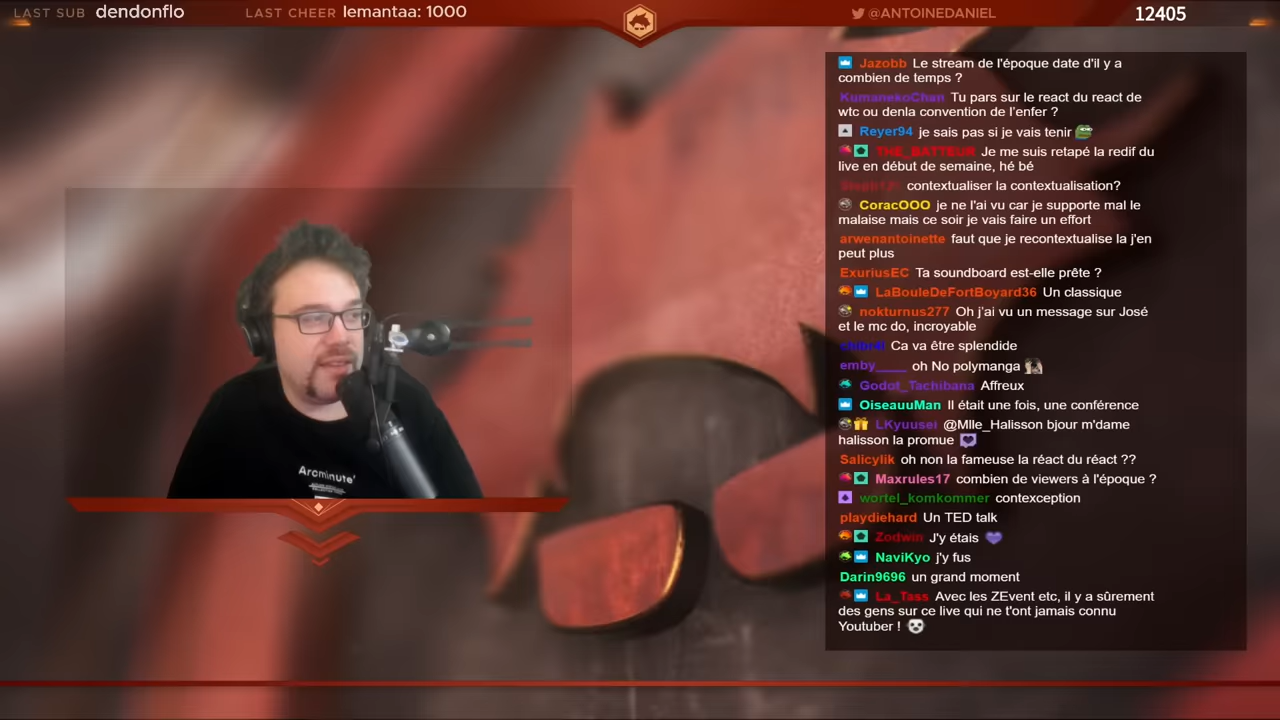 LAST SUB dendonflo LAST CHEER lemantaa: 1000 @ANTOINEDANIEL 12405
Jazobb Le stream de l'époque date d'il y a
combien de temps ?
KumanekoChan Tu pars sur le react du react de
wtc ou denla convention de l'enfer ?
Reyer94 je sais pas si je vais tenir
THE_BATTEUR Je me suis retapé la redif du
live en début de semaine, hé bé
contextualiser la contextualisation?
CoracOOO je ne l'ai vu car je supporte mal le
malaise mais ce soir je vais faire un effort
arwenantoinette faut que je recontextualise la j'en
peut plus
ExuriusEC Ta soundboard est-elle prête ?
LaBouleDeFortBoyard36 Un classique
nokturnus277 Oh j'ai vu un message sur José
et le mc do, incroyable
Ca va être splendide
emby____ oh No polymanga
Godot_Tachibana Affreux
OiseauuMan Il était une fois, une conférence
LKyuusei @Mlle_Halisson bjour m'dame
halisson la promue
Salicylik oh non la fameuse la réact du réact ??
Maxrules17 combien de viewers à l'époque ?
wortel_komkommer contexception
playdiehard Un TED talk
Zodwin J'y étais
NaviKyo j'y fus
Darin9696 un grand moment
La_Tass Avec les ZEvent etc, il y a sûrement
des gens sur ce live qui ne t'ont jamais connu
Youtuber !
Arominute'